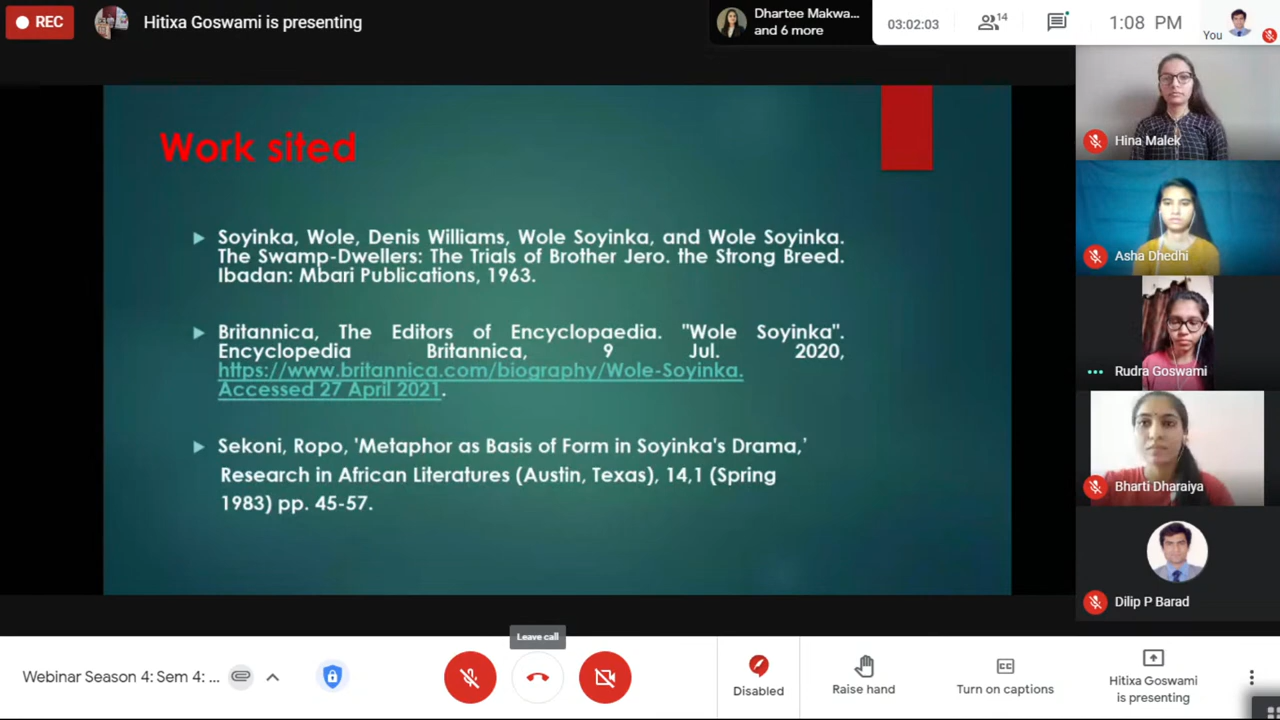 REC
Hitixa Goswami is presenting
Dhartee Makwa...
and 6 more
03:02:03
14
1:08 PM
You
Work sited
Soyinka, Wole, Denis Williams, Wole Soyinka, and Wole Soyinka.
The Swamp-Dwellers: The Trials of Brother Jero. the Strong Breed.
Ibadan: Mbari Publications, 1963.
Britannica, The Editors of Encyclopaedia. "Wole Soyinka".
Encyclopedia Britannica, 9 Jul. 2020,
https://www.britannica.com/biography/Wole-Soyinka.
Accessed 27 April 2021.
Sekoni, Ropo, 'Metaphor as Basis of Form in Soyinka's Drama,'
Research in African Literatures (Austin, Texas), 14,1 (Spring
1983) pp. 45-57.
Hina Malek
Asha Dhedhi
Rudra Goswami
Bharti Dharaiya
Dilip P Barad
Leave call
Webinar Season 4: Sem 4: ...
Disabled
Raise hand
CC
Turn on captions
Hitixa Goswami
is presenting